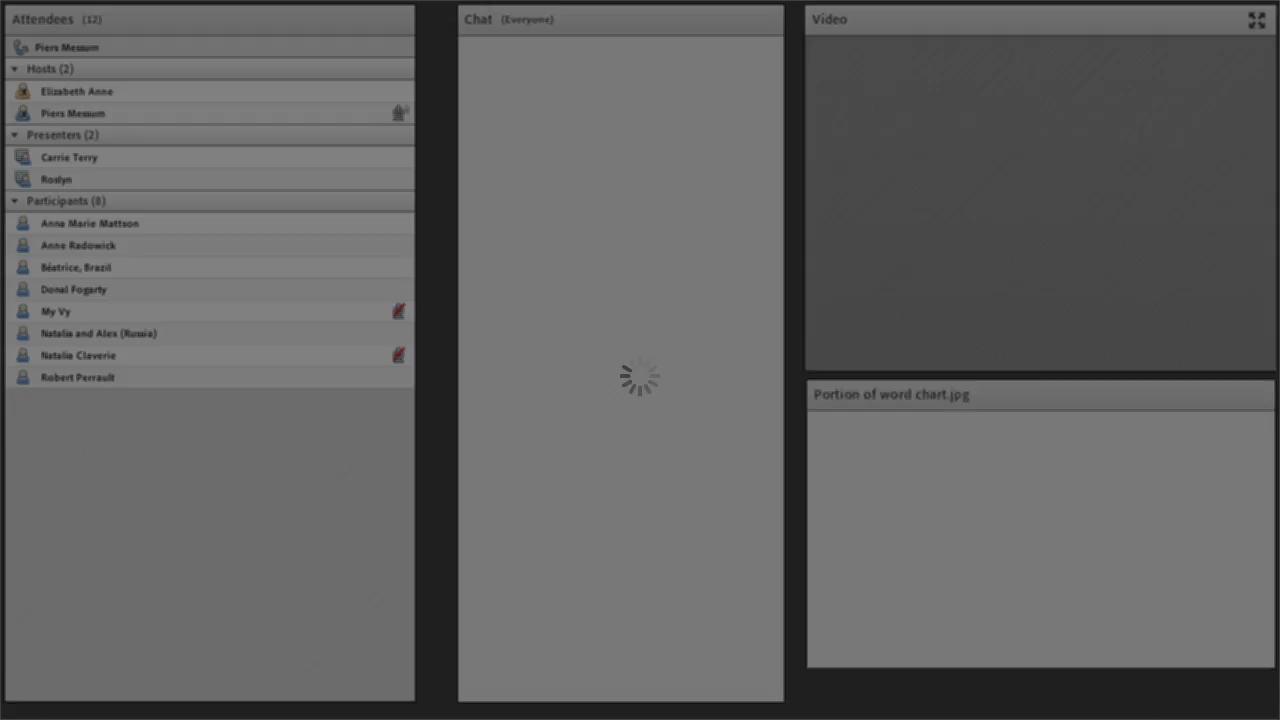 Attendees (12)
Piers Messum
Hosts (2)
Elizabeth Anne
Piers Messum
Presenters (2)
Carrie Terry
Roslyn
Participants (8)
Anna Marie Mattson
Anne Radowick
Béatrice, Brazil
Donal Fogarty
My Vy
Natalia and Alex (Russia)
Natalia Claverie
Robert Perrault
Chat (Everyone)
Video
Portion of word chart.jpg